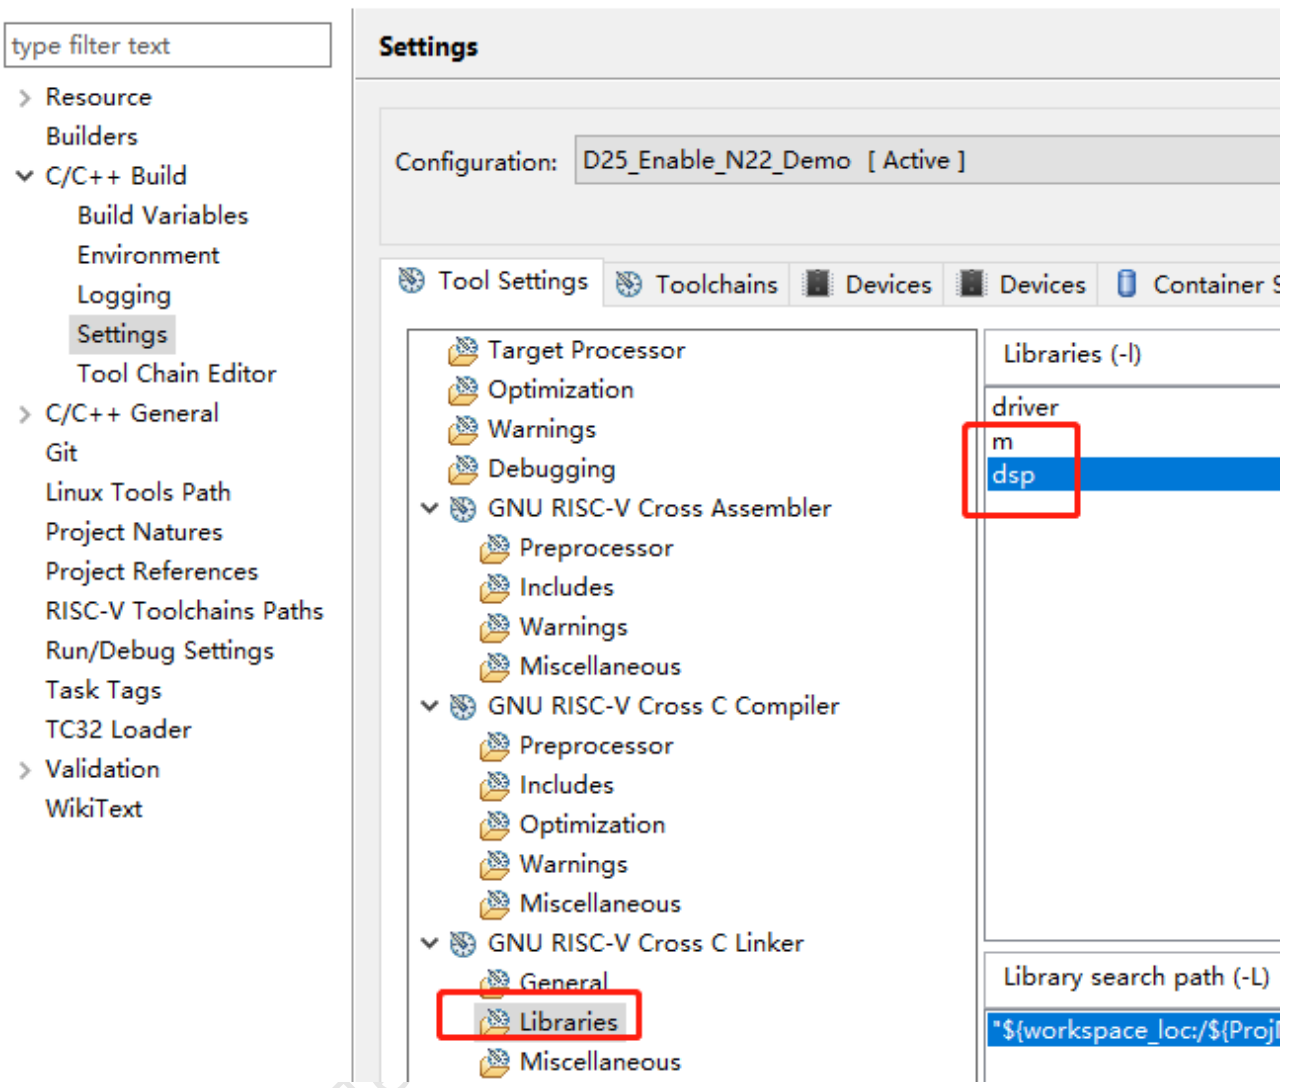 type filter text
Resource
Builders
C/C++ Build
Build Variables
Environment
Logging
Settings
Tool Chain Editor
C/C++ General
Git
Linux Tools Path
Project Natures
Project References
RISC-V Toolchains Paths
Run/Debug Settings
Task Tags
TC32 Loader
Validation
WikiText
Settings
Configuration: D25_Enable_N22_Demo [ Active ]
Tool Settings Toolchains Devices Devices Container S
Target Processor
Optimization
Warnings
Debugging
GNU RISC-V Cross Assembler
Preprocessor
Includes
Warnings
Miscellaneous
GNU RISC-V Cross C Compiler
Preprocessor
Includes
Optimization
Warnings
Miscellaneous
GNU RISC-V Cross C Linker
General
Libraries
Miscellaneous
Libraries (-l)
driver
m
dsp
Library search path (-L)
"${workspace_loc:/${Proj